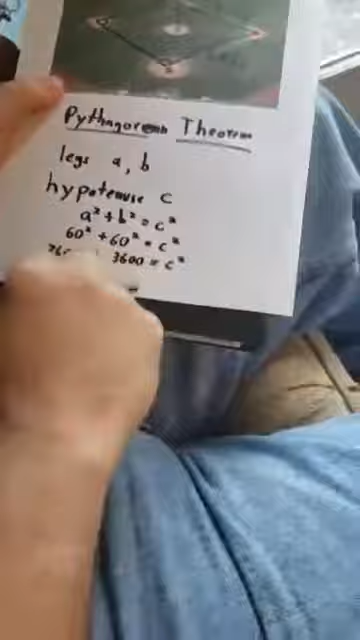 Pythagorean Theorem
legs a, b
hypotenuse c
a² + b² = c²
60² + 60² = c²
3600 = c²